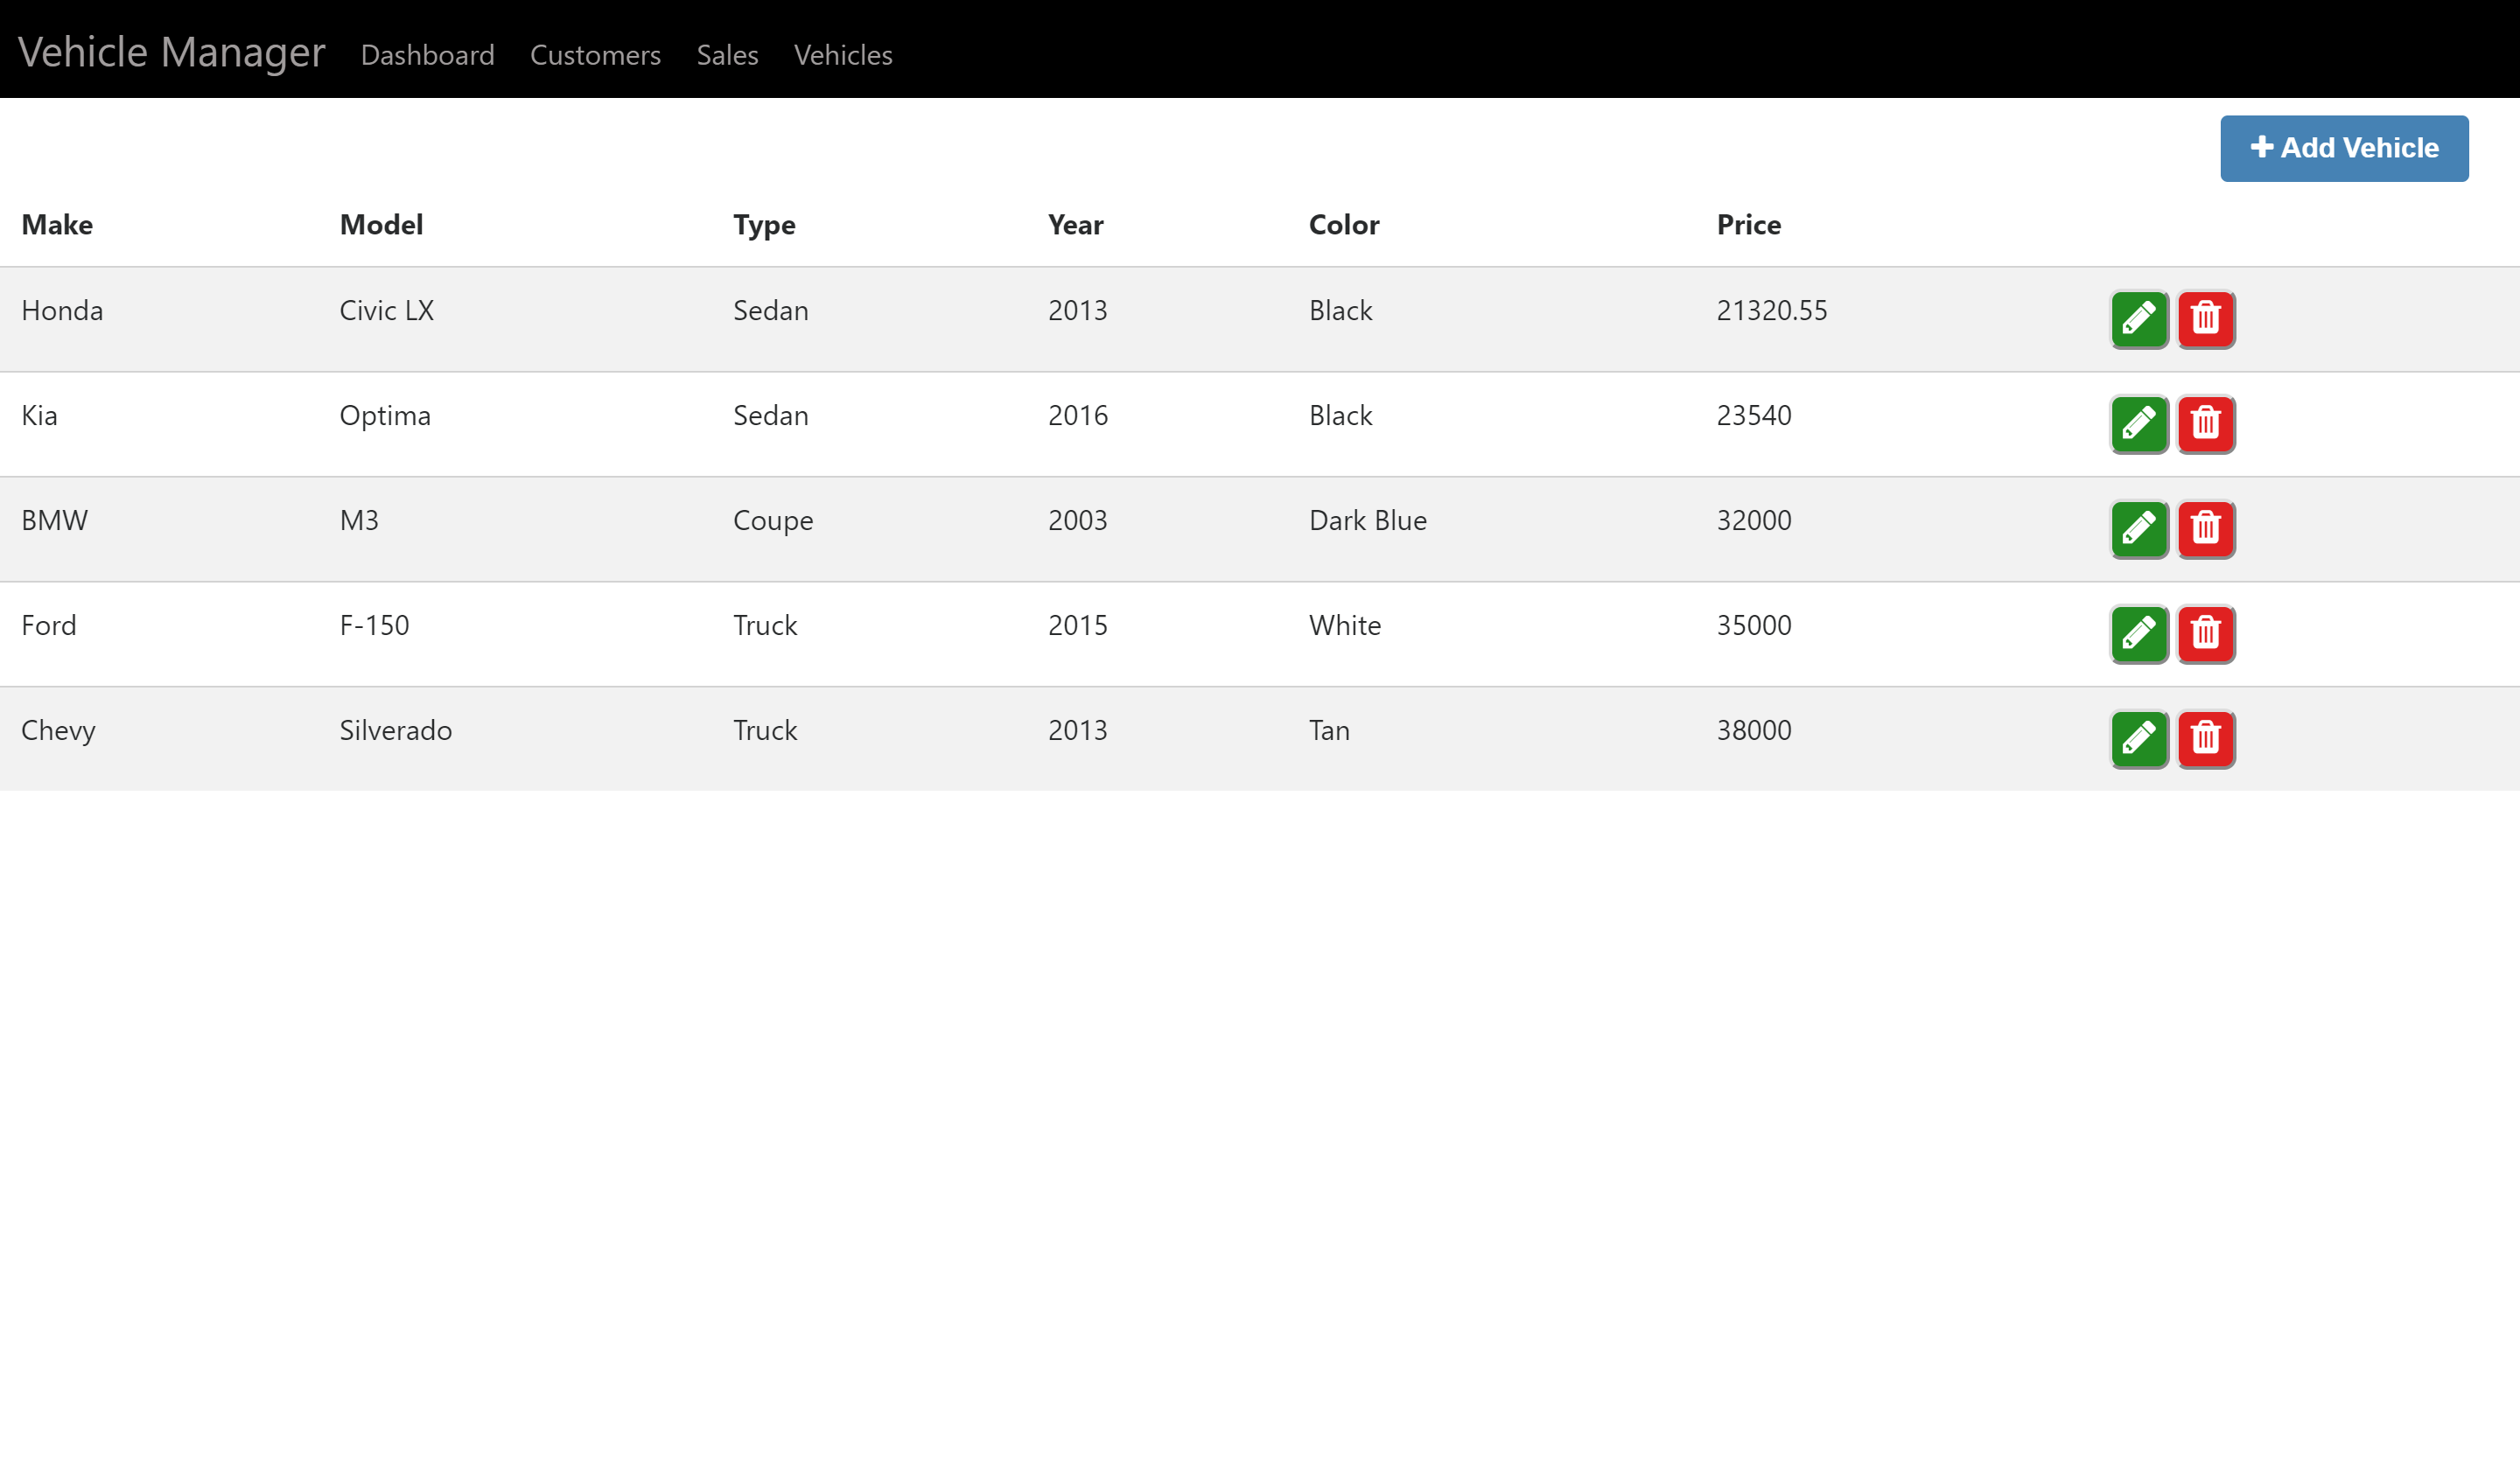 Vehicle Manager Dashboard Customers Sales Vehicles
Add Vehicle
Make Model Type Year Color Price
Honda Civic LX Sedan 2013 Black 21320.55
Kia Optima Sedan 2016 Black 23540
BMW M3 Coupe 2003 Dark Blue 32000
Ford F-150 Truck 2015 White 35000
Chevy Silverado Truck 2013 Tan 38000